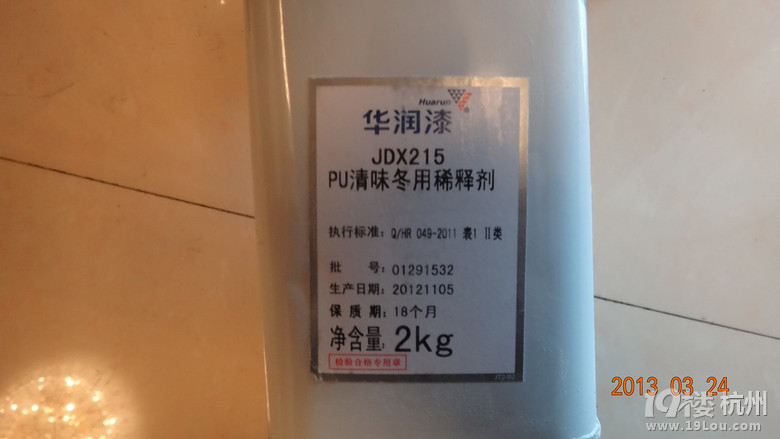 Huarun
华润漆
JDX215
PU清味冬用稀释剂
执行标准: Q/HR 049-2011 表1 II类
批 号: 01291532
生产日期: 20121105
保 质 期: 18个月
净含量: 2kg
检验合格专用章
2013 03 24
19楼杭州
www.19Lou.com